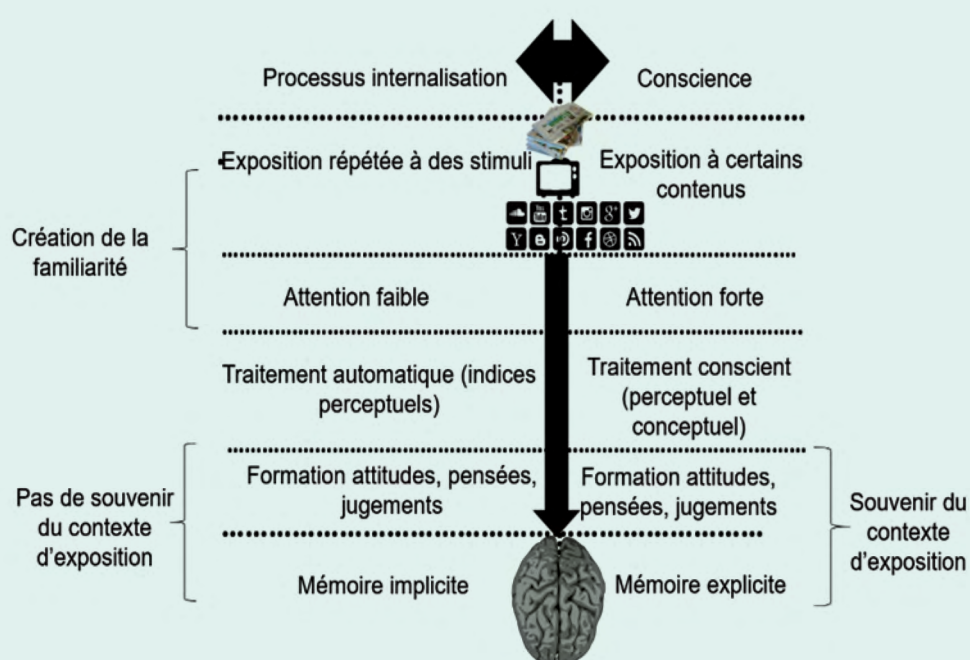 Processus internalisation
Conscience
Exposition répétée à des stimuli
Exposition à certains
contenus
You
Tube
t
g+
Y
B
f
Création de la
familiarité
Attention faible
Attention forte
Traitement automatique (indices
perceptuels)
Traitement conscient
(perceptuel et
conceptuel)
Pas de souvenir
du contexte
d'exposition
Formation attitudes, pensées,
jugements
Formation attitudes,
pensées, jugements
Souvenir du
contexte
d'exposition
Mémoire implicite
Mémoire explicite